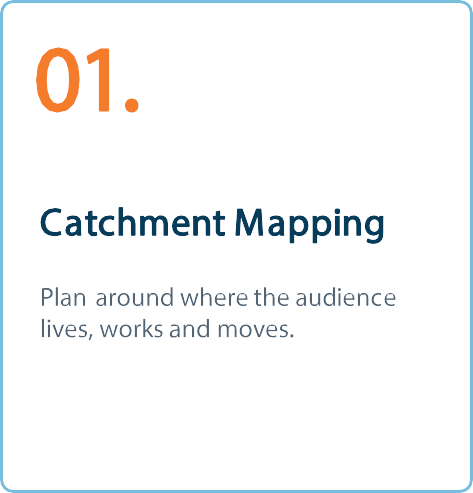 01.
Catchment Mapping
Plan around where the audience
lives, works and moves.